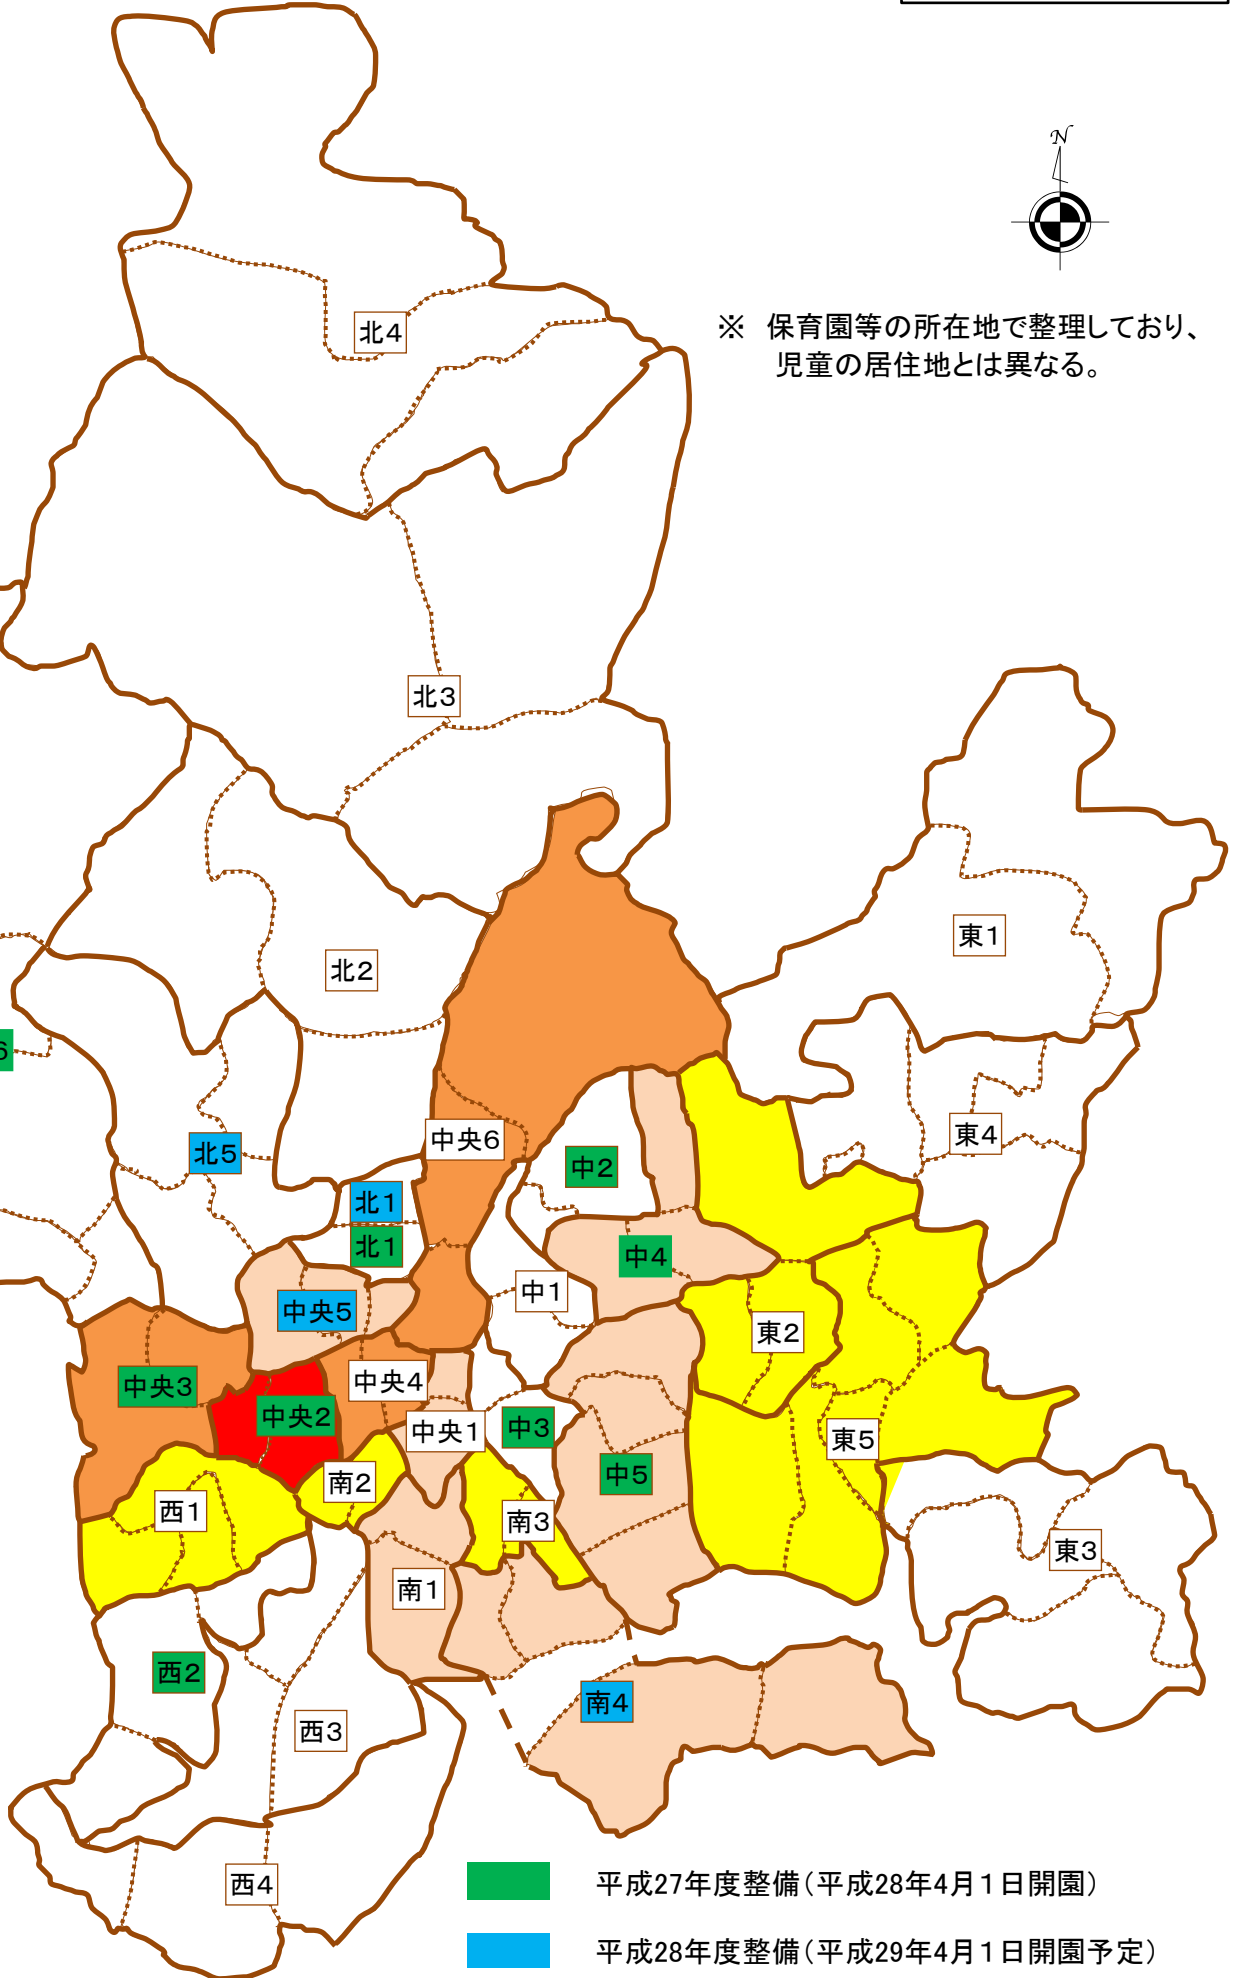 N
北4
※ 保育園等の所在地で整理しており、
児童の居住地とは異なる。
北3
東1
北2
6
東4
中央6
北5
中2
北1
北1
中4
中1
中央5
東2
中央4
中央3
中央2
中央1
中3
東5
中5
南2
西1
南3
東3
南1
西2
南4
西3
西4
平成27年度整備（平成28年4月１日開園）
平成28年度整備（平成29年4月１日開園予定）